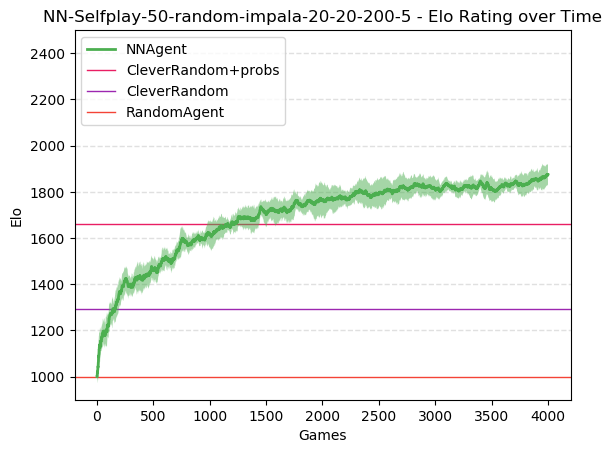 NN-Selfplay-50-random-impala-20-20-200-5 - Elo Rating over Time
NNAgent
CleverRandom+probs
CleverRandom
RandomAgent
2400
2200
2000
1800
1600
1400
1200
1000
Elo
0
500
1000
1500
2000
2500
3000
3500
4000
Games